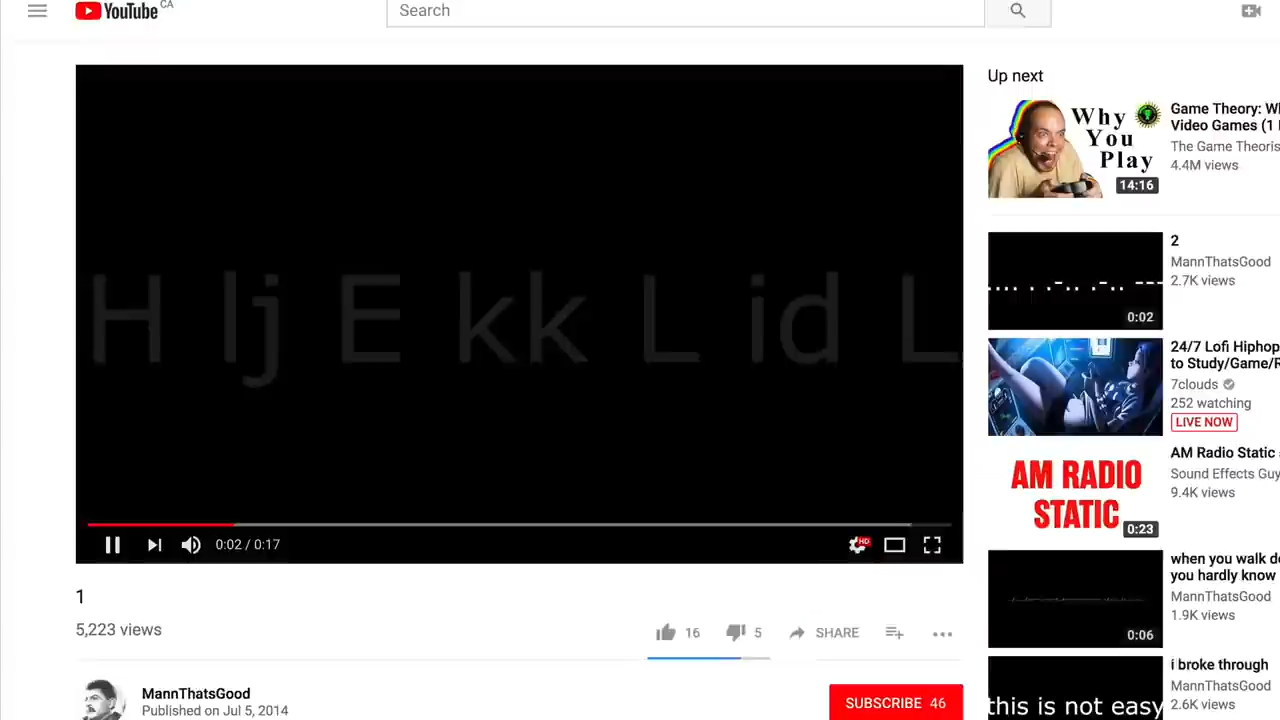 YouTube CA
Search
H lj E kk L id L
0:02 / 0:17
HD
1
5,223 views
16
5
SHARE
MannThatsGood
Published on Jul 5, 2014
SUBSCRIBE 46
Up next
Why
You
Play
14:16
Game Theory:
Video Games (1
The Game Theoris
4.4M views
0:02
2
MannThatsGood
2.7K views
24/7 Lofi Hiphop
to Study/Game/
7clouds
252 watching
LIVE NOW
AM RADIO
STATIC
0:23
AM Radio Static
Sound Effects Guy
9.4K views
0:06
when you walk d
you hardly know
MannThatsGood
1.9K views
this is not easy
i broke through
MannThatsGood
2.6K views